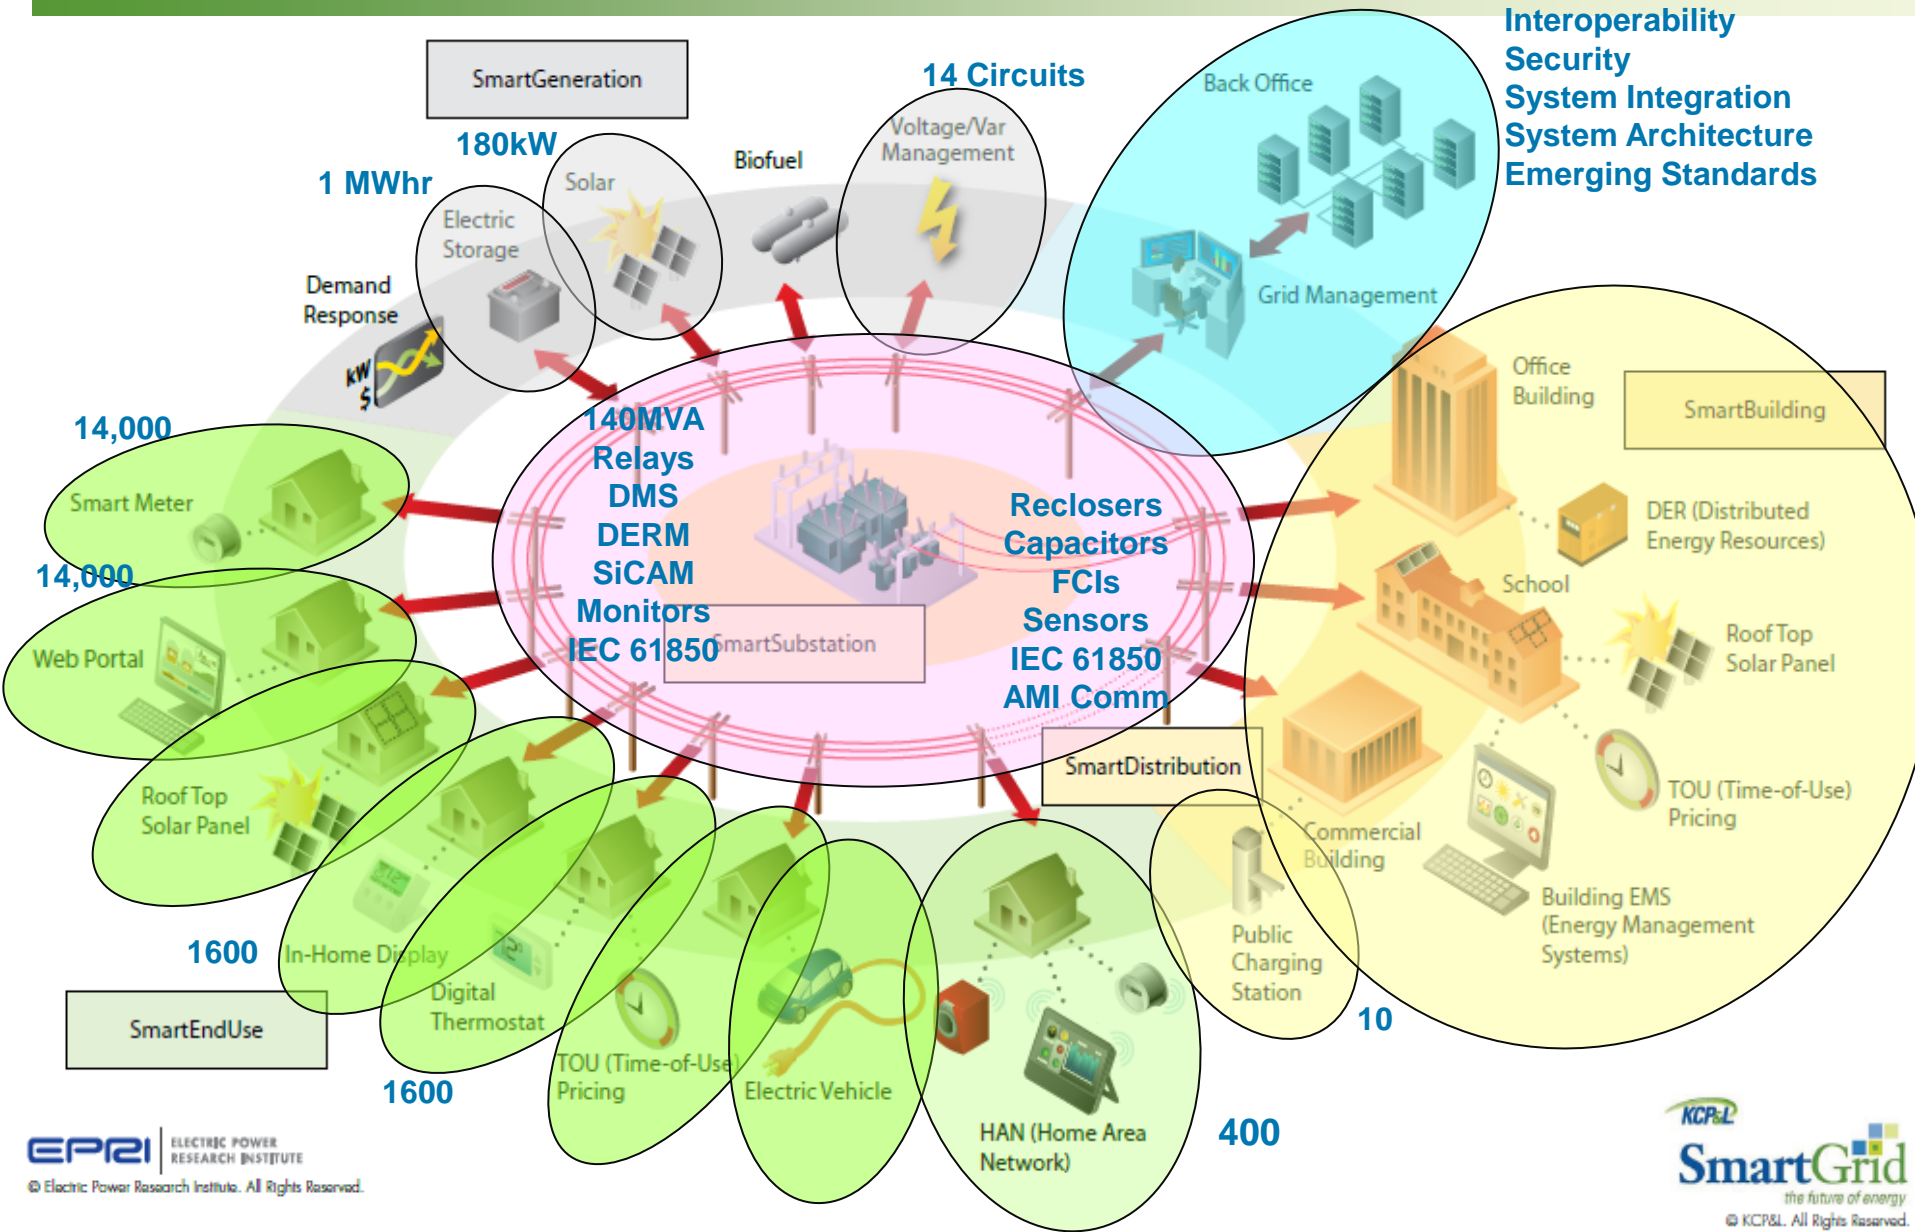 Interoperability
Security
System Integration
System Architecture
Emerging Standards
SmartGeneration
14 Circuits
Back Office
180kW
Voltage/Var
Management
Biofuel
1 MWhr
Solar
Electric
Storage
Grid Management
Demand
Response
kW
$
Office
Building
SmartBuilding
14,000
140MVA
Relays
DMS
DERM
SiCAM
Monitors
IEC 61850
Reclosers
Capacitors
FCIs
Sensors
IEC 61850
AMI Comm
Smart Meter
DER (Distributed
Energy Resources)
14,000
School
SmartSubstation
Web Portal
Roof Top
Solar Panel
SmartDistribution
Roof Top
Solar Panel
TOU (Time-of-Use)
Pricing
Commercial
Building
1600
In-Home Display
Building EMS
(Energy Management
Systems)
Public
Charging
Station
Digital
Thermostat
10
SmartEndUse
TOU (Time-of-Use)
Pricing
1600
Electric Vehicle
HAN (Home Area
Network)
400
EPRI
ELECTRIC POWER
RESEARCH INSTITUTE
© Electric Power Research Institute. All Rights Reserved.
KCP&L
SmartGrid
the future of energy
© KCP&L. All Rights Reserved.